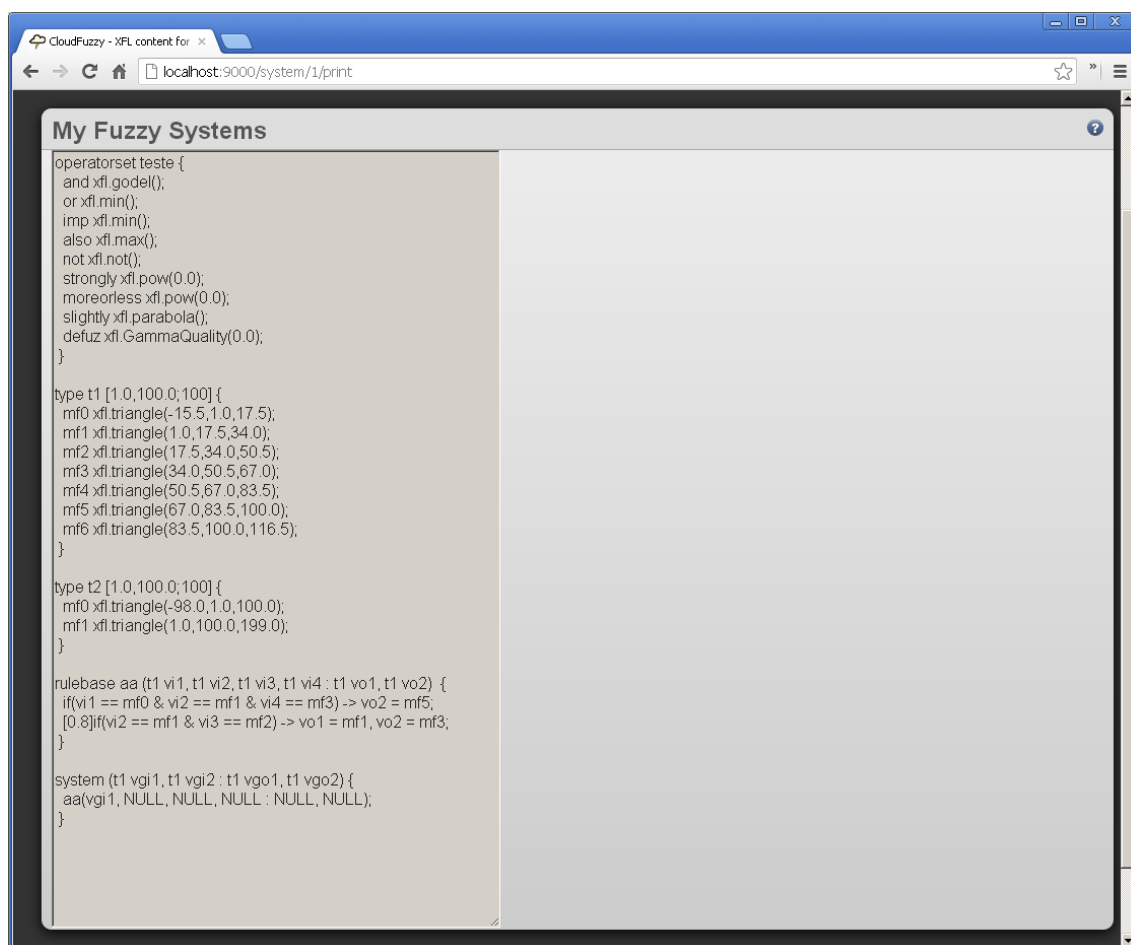 CloudFuzzy - XFL content for
localhost:9000/system/1/print
My Fuzzy Systems
operatorset teste {
and xfl.godel();
or xfl.min();
imp xfl.min();
also xfl.max();
not xfl.not();
strongly xfl.pow(0.0);
moreorless xfl.pow(0.0);
slightly xfl.parabola();
defuz xfl.GammaQuality(0.0);
}
type t1 [1.0,100.0;100] {
mf0 xfl.triangle(-15.5,1.0,17.5);
mf1 xfl.triangle(1.0,17.5,34.0);
mf2 xfl.triangle(17.5,34.0,50.5);
mf3 xfl.triangle(34.0,50.5,67.0);
mf4 xfl.triangle(50.5,67.0,83.5);
mf5 xfl.triangle(67.0,83.5,100.0);
mf6 xfl.triangle(83.5,100.0,116.5);
}
type t2 [1.0,100.0;100] {
mf0 xfl.triangle(-98.0,1.0,100.0);
mf1 xfl.triangle(1.0,100.0,199.0);
}
rulebase aa (t1 vi1, t1 vi2, t1 vi3, t1 vi4 : t1 vo1, t1 vo2)  {
if(vi1 == mf0 & vi2 == mf1 & vi4 == mf3) -> vo2 = mf5;
[0.8]if(vi2 == mf1 & vi3 == mf2) -> vo1 = mf1, vo2 = mf3;
}
system (t1 vgi1, t1 vgi2 : t1 vgo1, t1 vgo2) {
aa(vgi1, NULL, NULL, NULL : NULL, NULL);
}